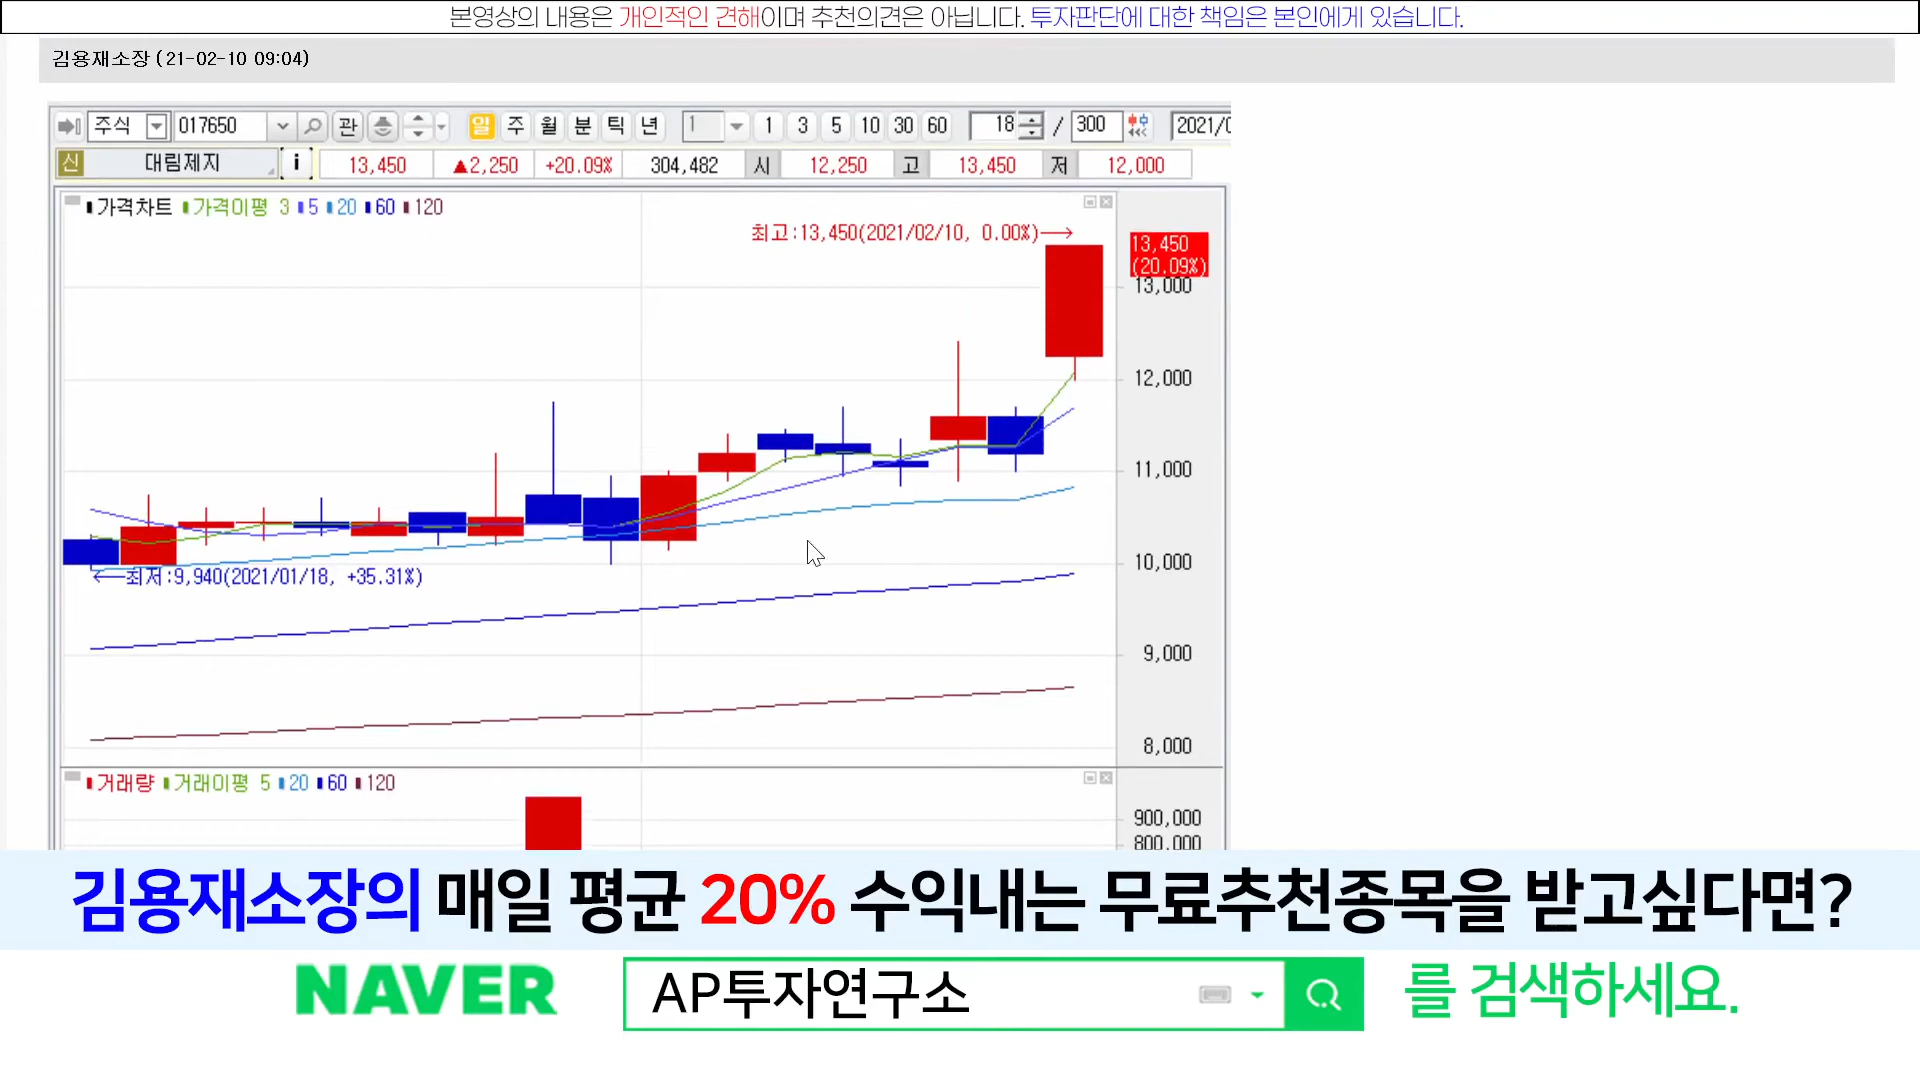 본영상의 내용은 개인적인 견해이며 추천의견은 아닙니다. 투자판단에 대한 책임은 본인에게 있습니다.
김용재소장 (21-02-10 09:04)
주식 017650 관 일 주 월 분 틱 년 1 1 3 5 10 30 60 18 / 300 2021/0
신 대림제지 i 13,450 ▲2,250 +20.09% 304,482 시 12,250 고 13,450 저 12,000
가격차트 가격이평 3 5 20 60 120
최고:13,450(2021/02/10, 0.00%)→
13,450
(20.09%)
13,000
12,000
11,000
10,000
←최저:9,940(2021/01/18, +35.31%)
9,000
8,000
거래량 거래이평 5 20 60 120
900,000
800,000
김용재소장의 매일 평균 20% 수익내는 무료추천종목을 받고싶다면?
NAVER AP투자연구소 를 검색하세요.